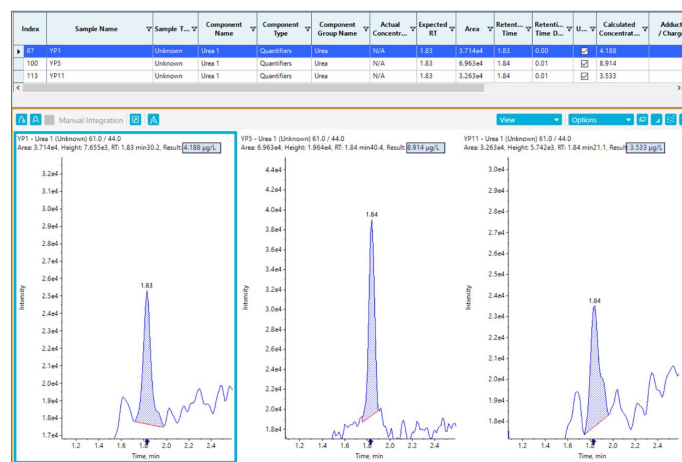 Index Sample Name Sample T... Component Name Component Type Component Group Name Actual Concentr... Expected RT Area Retent... Time Retenti... Time D... U... Calculated Concentrat... Adduct / Charge
87 YP1 Unknown Urea 1 Quantifiers Urea 1 N/A 1.83 3.714e4 1.83 0.00 4.188
100 YP5 Unknown Urea 1 Quantifiers Urea 1 N/A 1.83 6.963e4 1.84 0.01 8.914
113 YP11 Unknown Urea 1 Quantifiers Urea 1 N/A 1.83 3.263e4 1.84 0.01 3.533
Manual Integration View Options
YP1 - Urea 1 (Unknown) 61.0 / 44.0
Area: 3.714e4, Height: 7.655e3, RT: 1.83 min30.2, Result: 4.188 µg/L
3.2e4
3.1e4
3.0e4
2.9e4
2.8e4
2.7e4
2.6e4
2.5e4
2.4e4
2.3e4
2.2e4
2.1e4
2.0e4
1.9e4
1.8e4
1.7e4
Intensity
1.83
1.2 1.4 1.6 1.8 2.0 2.2 2.4
Time, min
YP5 - Urea 1 (Unknown) 61.0 / 44.0
Area: 6.963e4, Height: 1.964e4, RT: 1.84 min40.4, Result: 8.914 µg/L
4.4e4
4.2e4
4.0e4
3.8e4
3.6e4
3.4e4
3.2e4
3.0e4
2.8e4
2.6e4
2.4e4
2.2e4
2.0e4
1.8e4
Intensity
1.84
1.2 1.4 1.6 1.8 2.0 2.2 2.4
Time, min
YP11 - Urea 1 (Unknown) 61.0 / 44.0
Area: 3.263e4, Height: 5.742e3, RT: 1.84 min21.1, Result: 3.533 µg/L
3.0e4
2.9e4
2.8e4
2.7e4
2.6e4
2.5e4
2.4e4
2.3e4
2.2e4
2.1e4
2.0e4
1.9e4
1.8e4
Intensity
1.84
1.2 1.4 1.6 1.8 2.0 2.2 2.4
Time, min